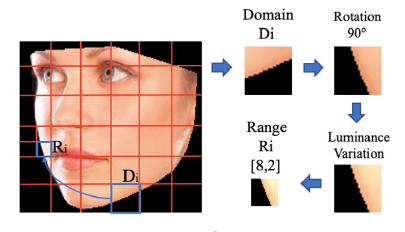 Domain
Di
Rotation
90°
Ri
Di
Range
Ri
[8,2]
Luminance
Variation